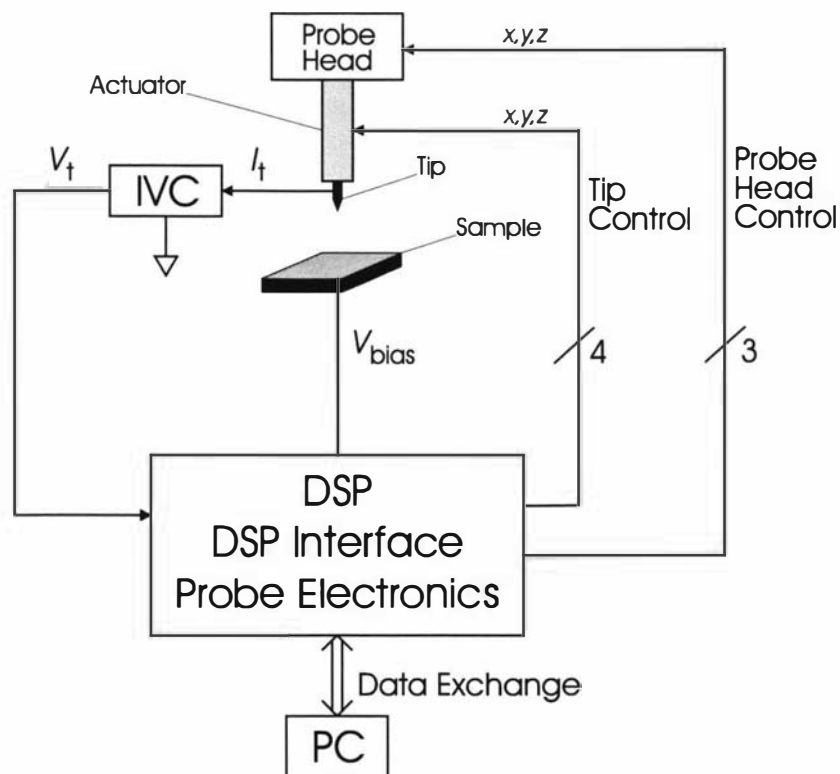 Probe
Head
x,y,z
Actuator
x,y,z
Vt
IVC
It
Tip
Tip
Control
Probe
Head
Control
Sample
Vbias
4
3
DSP
DSP Interface
Probe Electronics
Data Exchange
PC